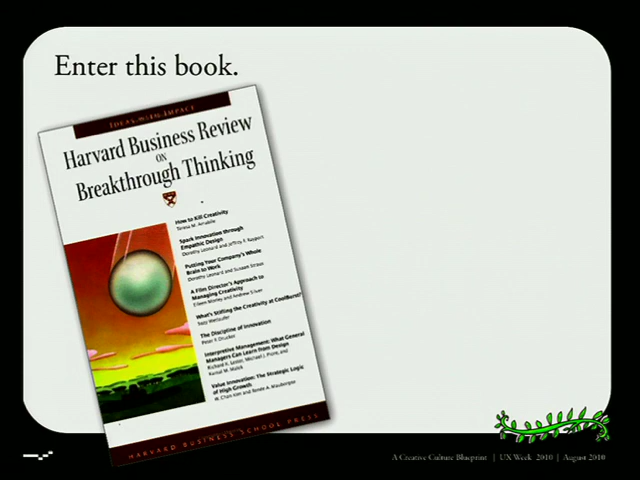 Enter this book.
IDEAS WITH IMPACT
Harvard Business Review
ON
Breakthrough Thinking
How to Kill Creativity
Teresa M. Amabile
Spark Innovation through
Empathic Design
Dorothy Leonard and Jeffrey F. Rayport
Putting Your Company's Whole
Brain to Work
Dorothy Leonard and Susaan Straus
A Film Director's Approach to
Managing Creativity
Eileen Morley and Andrew Silver
What's Stifling the Creativity at CoolBurst?
Suzy Wetlaufer
The Discipline of Innovation
Peter F. Drucker
Interpretive Management: What General
Managers Can Learn from Design
Richard K. Lester, Michael J. Piore, and
Kamal M. Malek
Value Innovation: The Strategic Logic
of High Growth
W. Chan Kim and Renée A. Mauborgne
HARVARD BUSINESS SCHOOL PRESS
A Creative Culture Blueprint | UX Week 2010 | August 2010